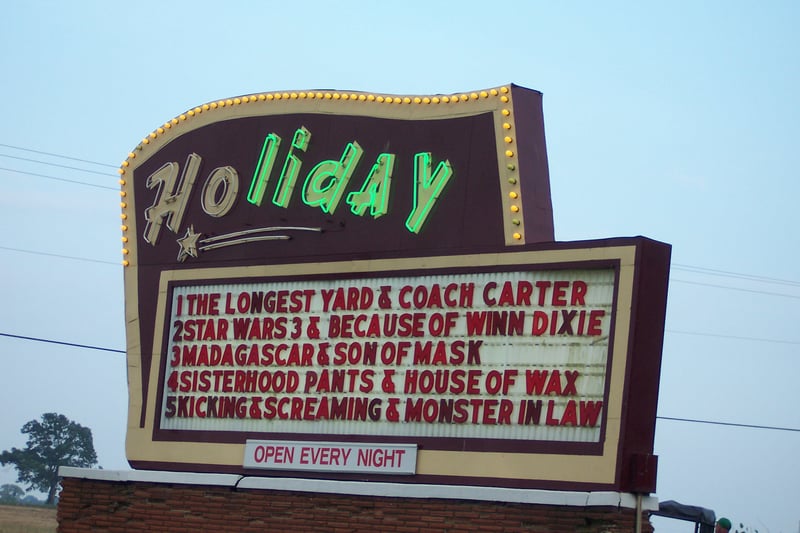 HoliDAy
1 THE LONGEST YARD & COACH CARTER
2 STAR WARS 3 & BECAUSE OF WINN DIXIE
3 MADAGASCAR & SON OF MASK
4 SISTERHOOD PANTS & HOUSE OF WAX
5 KICKING & SCREAMING & MONSTER IN LAW
OPEN EVERY NIGHT